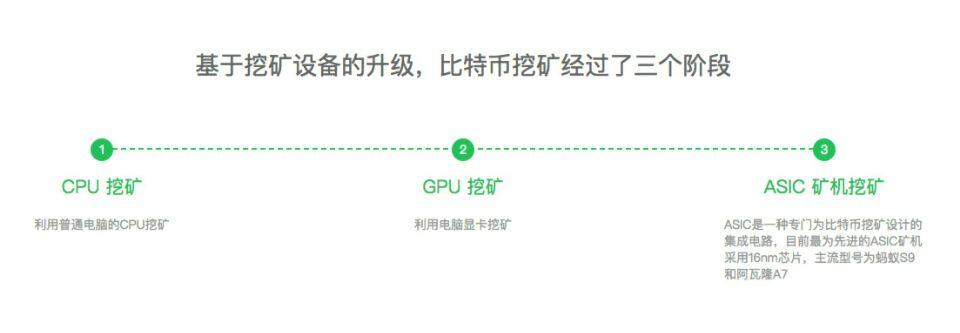 基于挖矿设备的升级，比特币挖矿经过了三个阶段
1
2
3
CPU 挖矿
GPU 挖矿
ASIC 矿机挖矿
利用普通电脑的CPU挖矿
利用电脑显卡挖矿
ASIC是一种专门为比特币挖矿设计的
集成电路，目前最为先进的ASIC矿机
采用16nm芯片，主流型号为蚂蚁S9
和阿瓦隆A7